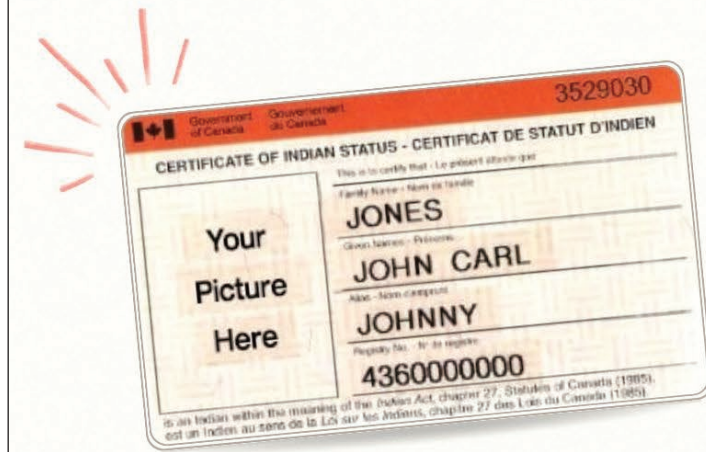 Government Gouvernement
of Canada du Canada
3529030
CERTIFICATE OF INDIAN STATUS - CERTIFICAT DE STATUT D'INDIEN
This is to certify that - Le présent atteste que
Family Name - Nom de famille
JONES
Given Names - Prénoms
JOHN CARL
Alias - Nom d'emprunt
JOHNNY
Registry No. - N° de registre
4360000000
Your
Picture
Here
is an Indian within the meaning of the Indian Act, chapter 27, Statutes of Canada (1985).
est un Indien au sens de la Loi sur les Indiens, chapitre 27 des Lois du Canada (1985).